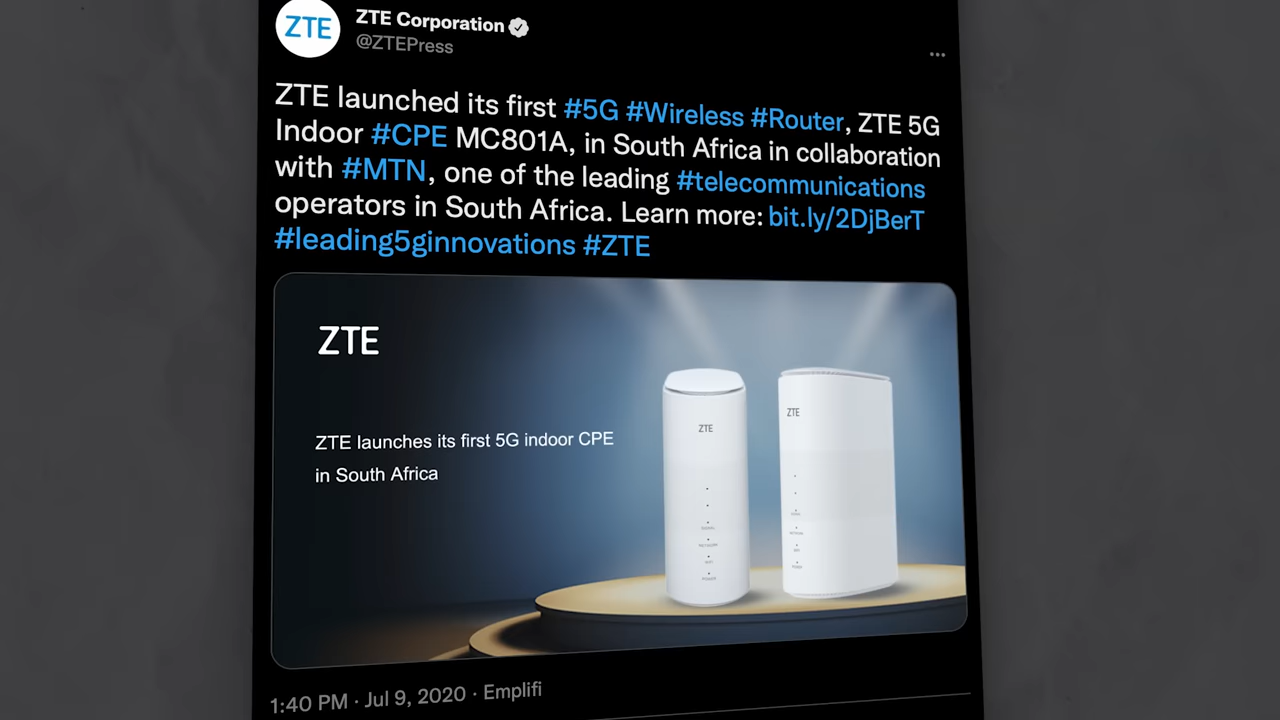 ZTE
ZTE Corporation
@ZTEPress
ZTE launched its first #5G #Wireless #Router, ZTE 5G
Indoor #CPE MC801A, in South Africa in collaboration
with #MTN, one of the leading #telecommunications
operators in South Africa. Learn more: bit.ly/2DjBerT
#leading5ginnovations #ZTE
ZTE
ZTE launches its first 5G indoor CPE
in South Africa
ZTE
ZTE
1:40 PM · Jul 9, 2020 · Emplifi